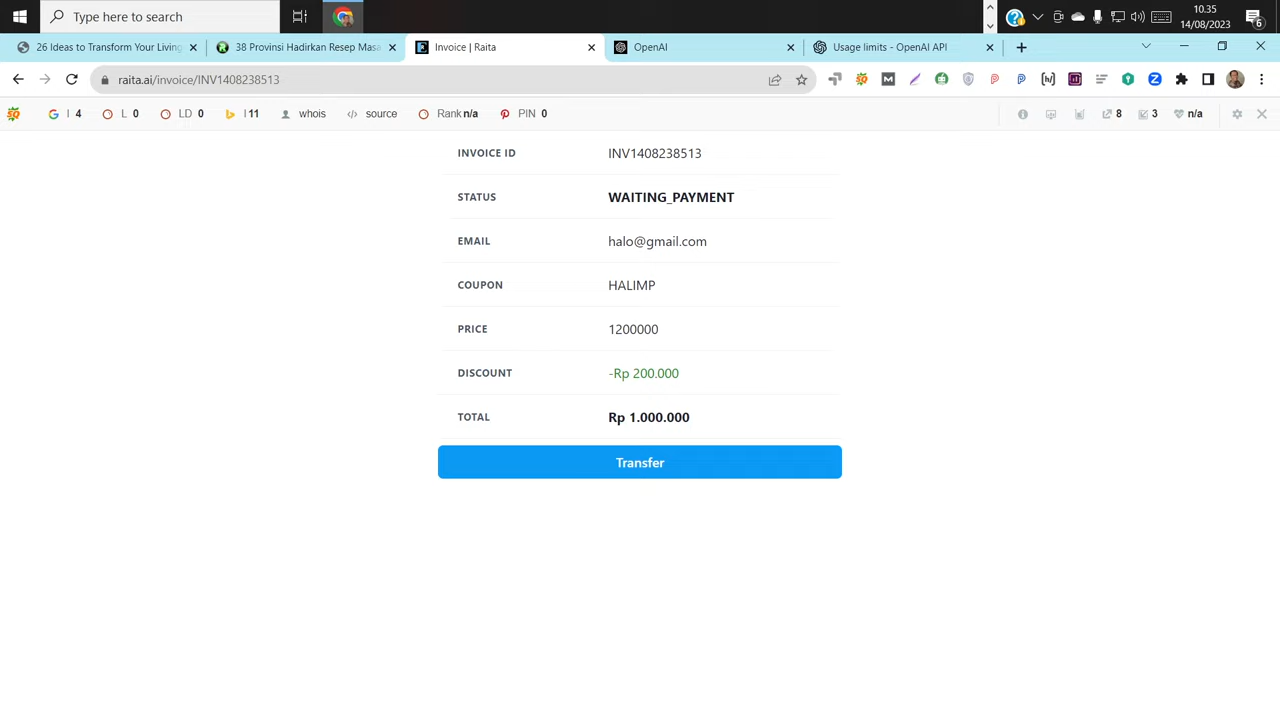 Type here to search
10.35
14/08/2023
6
26 Ideas to Transform Your Living
38 Provinsi Hadirkan Resep Masa
Invoice | Raita
OpenAI
Usage limits - OpenAI API
raita.ai/invoice/INV1408238513
I 4
L 0
LD 0
I 11
whois
source
Rank n/a
PIN 0
8
3
n/a
INVOICE ID INV1408238513
STATUS WAITING_PAYMENT
EMAIL halo@gmail.com
COUPON HALIMP
PRICE 1200000
DISCOUNT -Rp 200.000
TOTAL Rp 1.000.000
Transfer